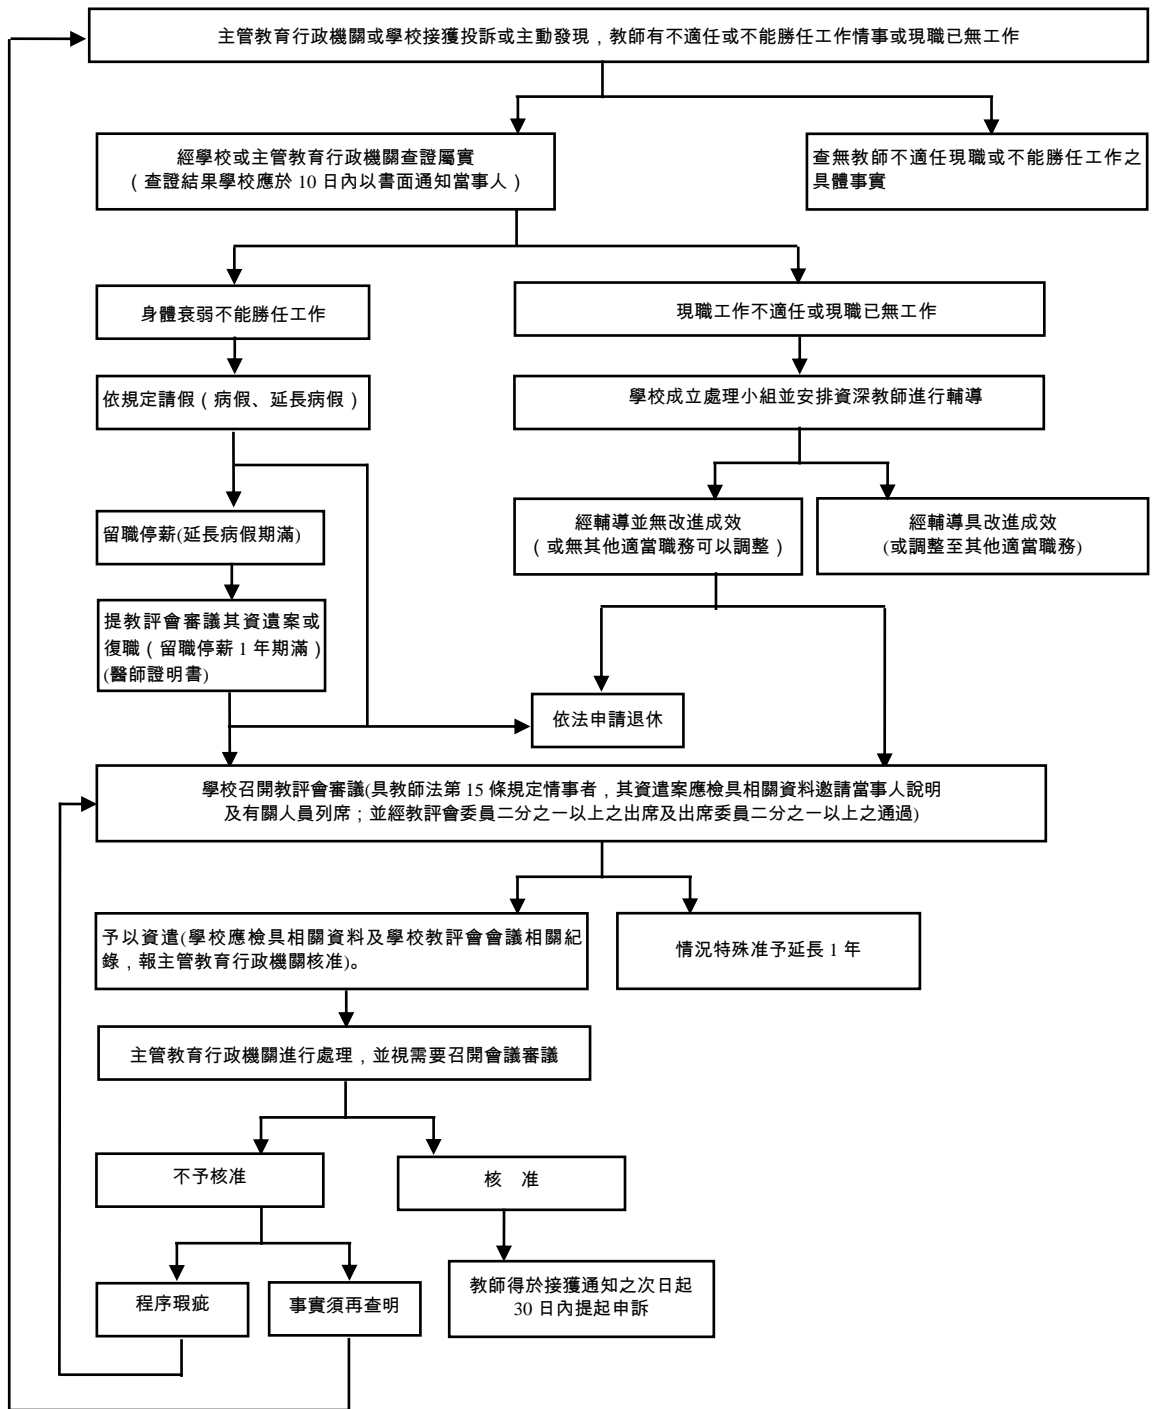 主管教育行政機關或學校接獲投訴或主動發現，教師有不適任或不能勝任工作情事或現職已無工作
經學校或主管教育行政機關查證屬實
（查證結果學校應於 10 日內以書面通知當事人）
查無教師不適任現職或不能勝任工作之
具體事實
身體衰弱不能勝任工作
現職工作不適任或現職已無工作
依規定請假（病假、延長病假）
學校成立處理小組並安排資深教師進行輔導
留職停薪(延長病假期滿)
經輔導並無改進成效
（或無其他適當職務可以調整）
經輔導具改進成效
(或調整至其他適當職務)
提教評會審議其資遣案或
復職（留職停薪 1 年期滿）
(醫師證明書)
依法申請退休
學校召開教評會審議(具教師法第 15 條規定情事者，其資遣案應檢具相關資料邀請當事人說明
及有關人員列席；並經教評會委員二分之一以上之出席及出席委員二分之一以上之通過)
予以資遣(學校應檢具相關資料及學校教評會會議相關紀
錄，報主管教育行政機關核准)。
情況特殊准予延長 1 年
主管教育行政機關進行處理，並視需要召開會議審議
不予核准
核　准
程序瑕疵
事實須再查明
教師得於接獲通知之次日起
30 日內提起申訴